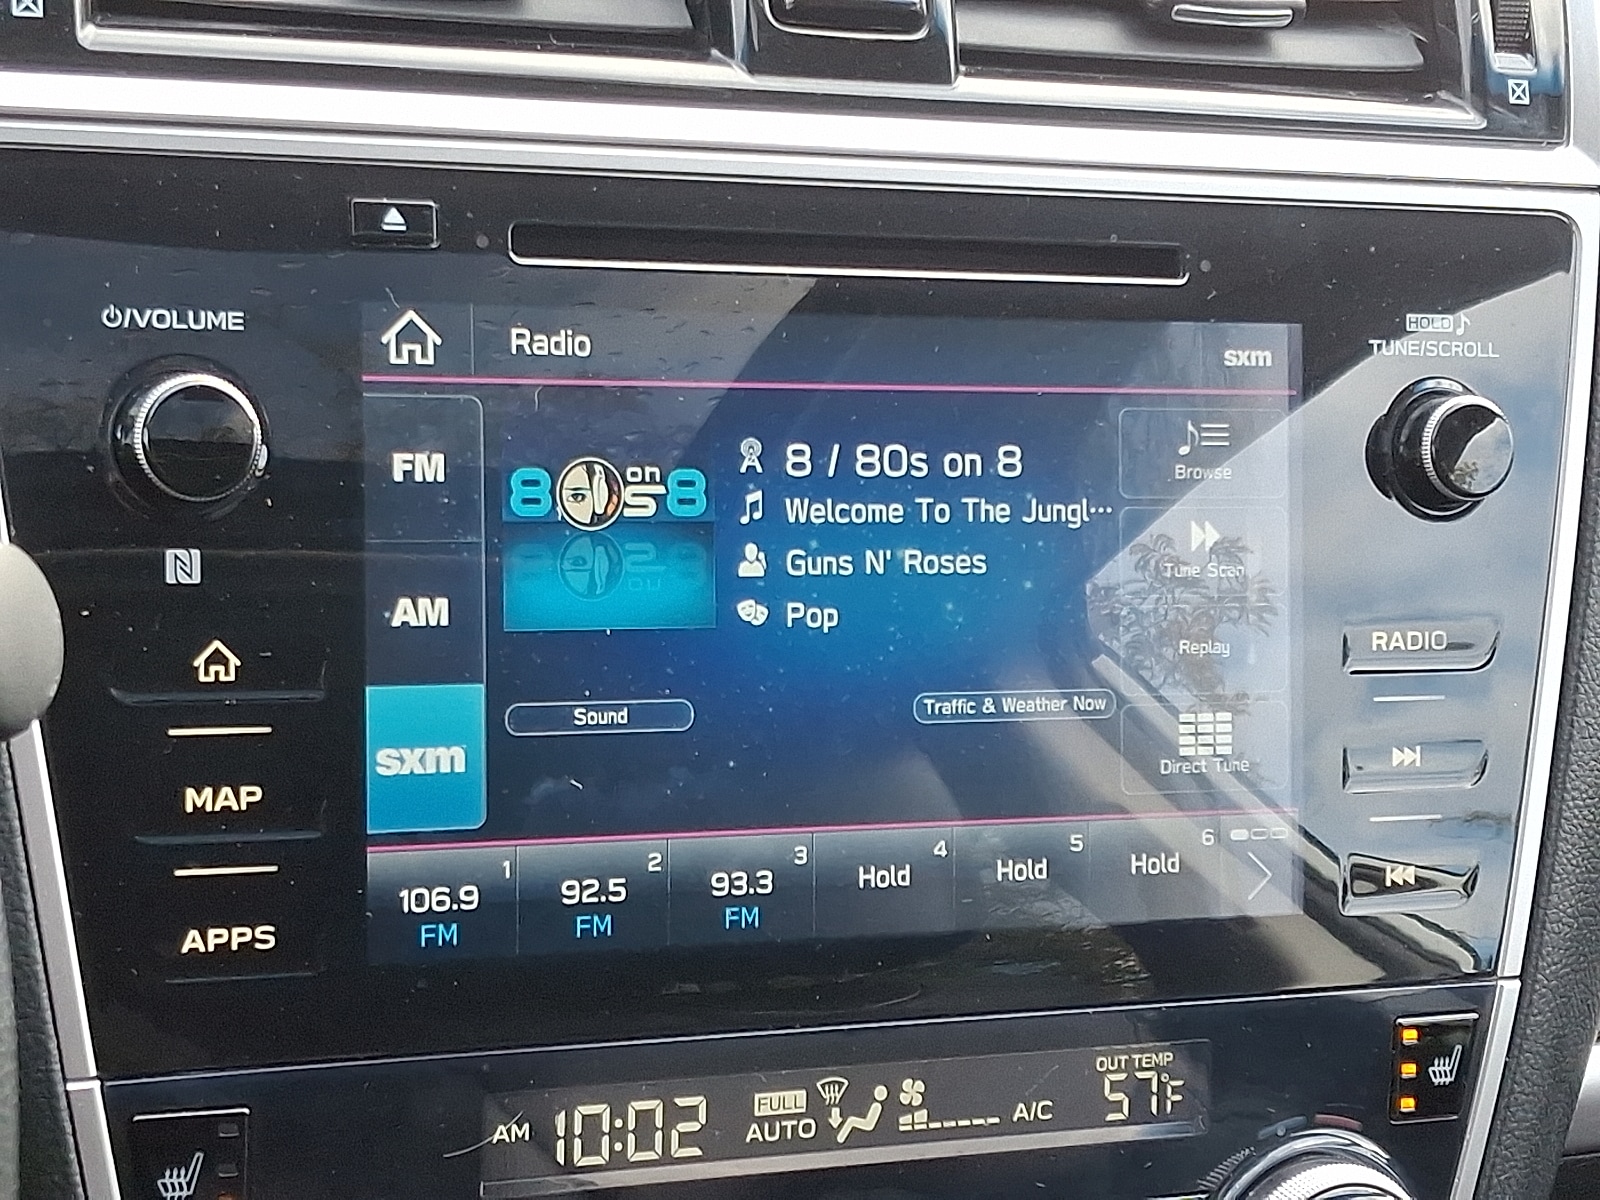 ⏻/VOLUME
HOLD ♪
TUNE/SCROLL
Radio
sxm
FM
AM
sxm
8 on s 8
8 / 80s on 8
Welcome To The Jungl…
Guns N' Roses
Pop
Browse
Tune Scan
Replay
Direct Tune
Sound
Traffic & Weather Now
N
MAP
APPS
RADIO
1
2
3
4
5
6
106.9
92.5
93.3
Hold
Hold
Hold
FM
FM
FM
AM 10:02
FULL
AUTO
A/C
OUT TEMP
57°F